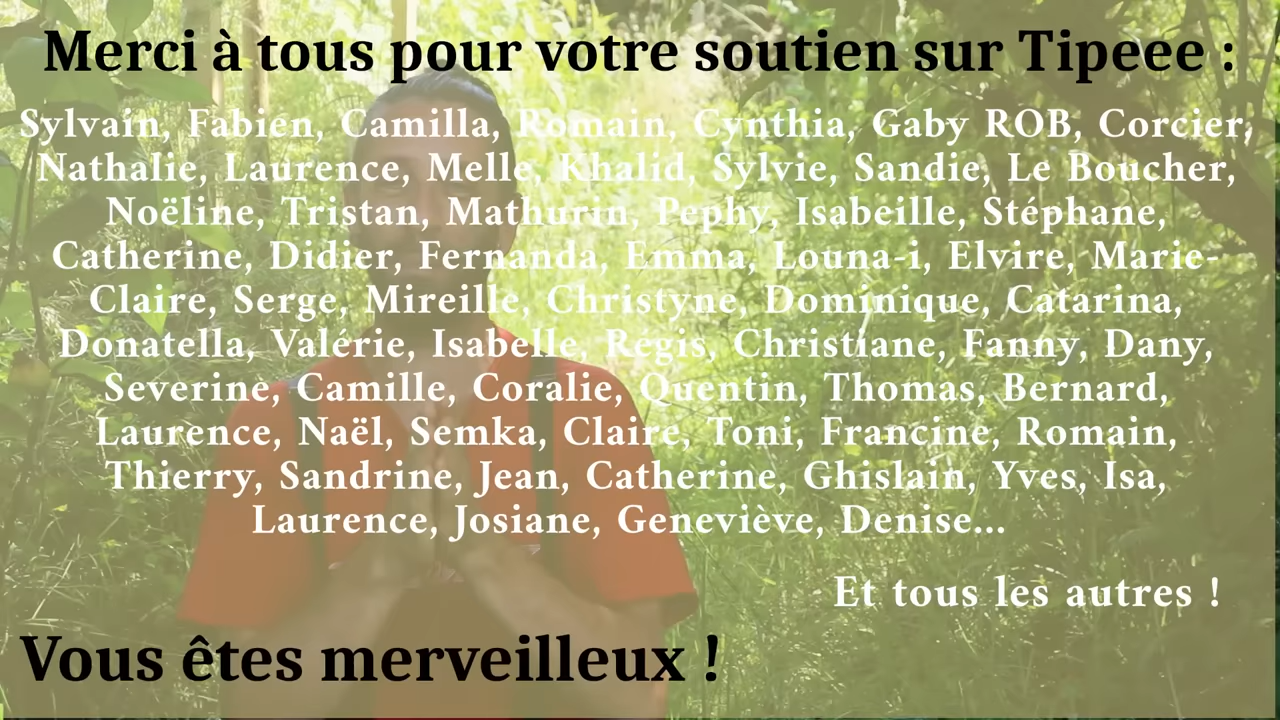 Merci à tous pour votre soutien sur Tipeee :
Sylvain, Fabien, Camilla, Romain, Cynthia, Gaby ROB, Corcier,
Nathalie, Laurence, Melle, Khalid, Sylvie, Sandie, Le Boucher,
Noëline, Tristan, Mathurin, Pephy, Isabeille, Stéphane,
Catherine, Didier, Fernanda, Emma, Louna-i, Elvire, Marie-
Claire, Serge, Mireille, Christyne, Dominique, Catarina,
Donatella, Valérie, Isabelle, Régis, Christiane, Fanny, Dany,
Severine, Camille, Coralie, Quentin, Thomas, Bernard,
Laurence, Naël, Semka, Claire, Toni, Francine, Romain,
Thierry, Sandrine, Jean, Catherine, Ghislain, Yves, Isa,
Laurence, Josiane, Geneviève, Denise...
Et tous les autres !
Vous êtes merveilleux !